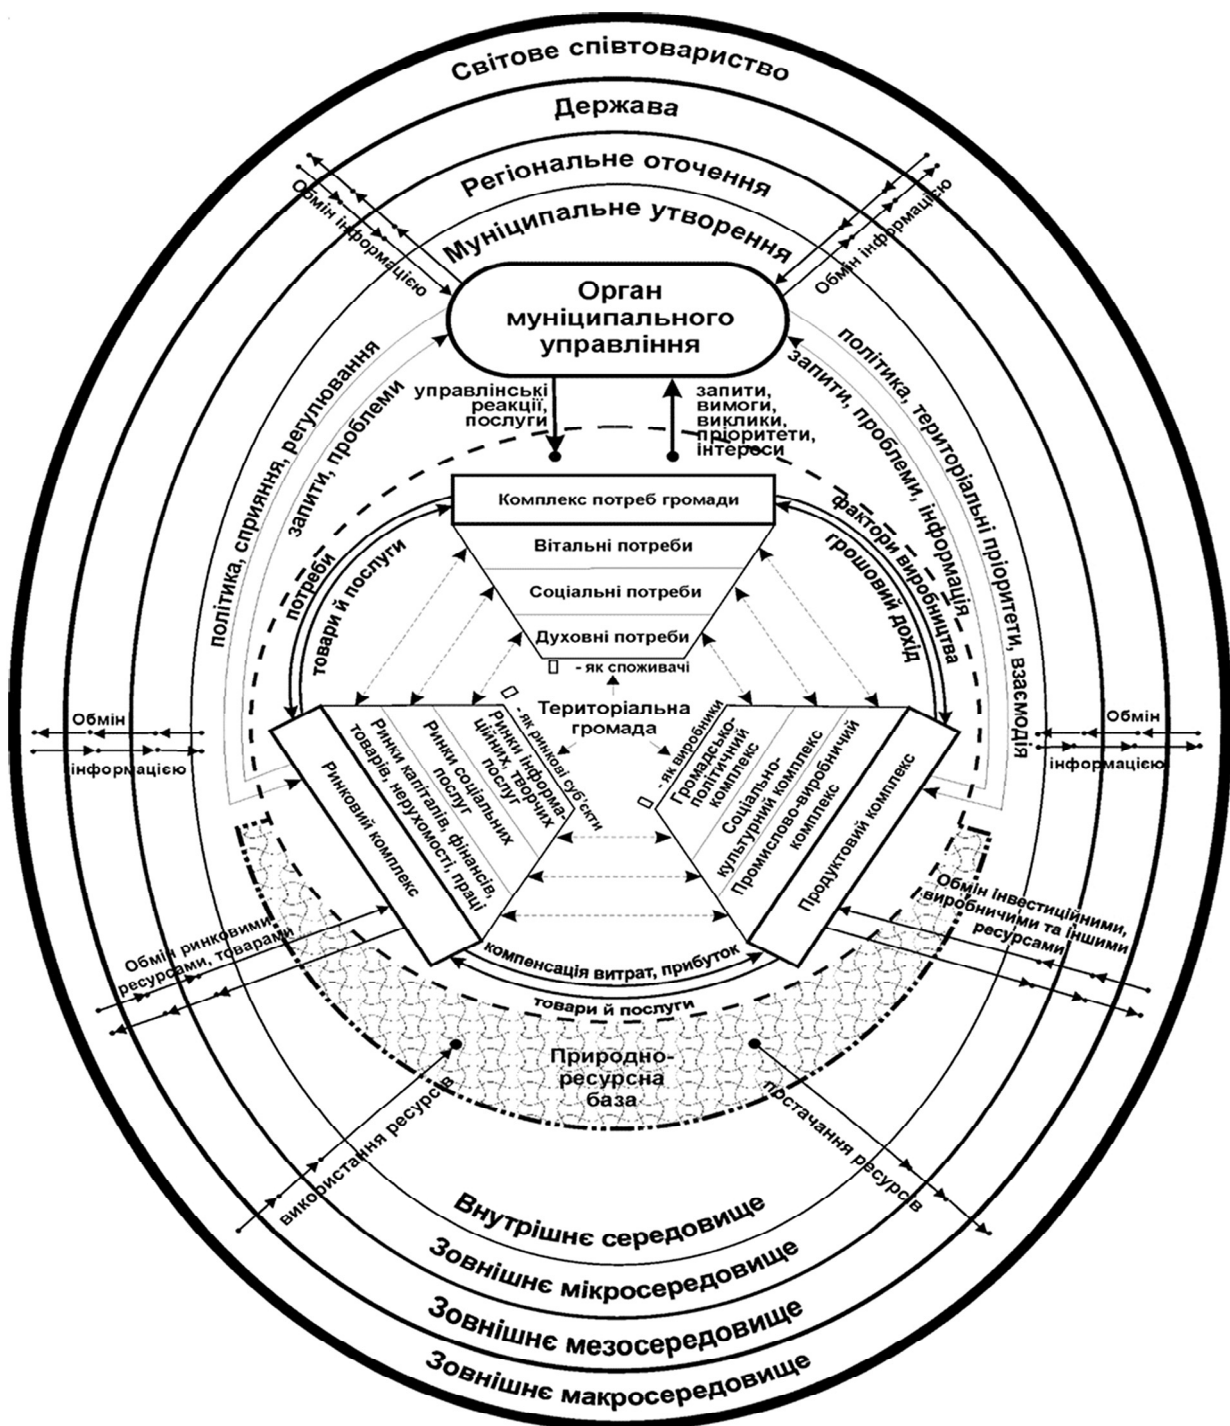 Світове співтовариство
Держава
Регіональне оточення
Муніципальне утворення
Обмін інформацією
Обмін інформацією
Орган
муніципального
управління
політика, сприяння, регулювання
запити, проблеми
управлінські
реакції,
послуги
запити,
вимоги,
виклики,
пріоритети,
інтероси
політика, територіальні пріоритети, взаємодія
запити, проблеми, інформація
Комплекс потреб громади
Вітальні потреби
Соціальні потреби
Духовні потреби
- як споживачі
потреби
товари й послуги
фактори виробництва
грошовий дохід
Територіальна
громада
- як ринкові суб'єкти
- як виробники
Ринки інформа-
ційних, творчих
послуг
Ринки соціальних
послуг
Ринки капіталів, фінансів,
товарів, нерухомості, праці
Ринковий комплекс
Громадсько-
політичний
комплекс
Соціально-
культурний комплекс
Промислово-виробничий
комплекс
Продуктовий комплекс
Обмін
інформацією
Обмін
інформацією
Обмін ринковими
ресурсами, товарами
Обмін інвестиційними,
виробничими та іншими
ресурсами
компенсація витрат, прибуток
товари й послуги
Природно-
ресурсна
база
використання ресурсів
постачання ресурсів
Внутрішнє середовище
Зовнішнє мікросередовище
Зовнішнє мезосередовище
Зовнішнє макросередовище